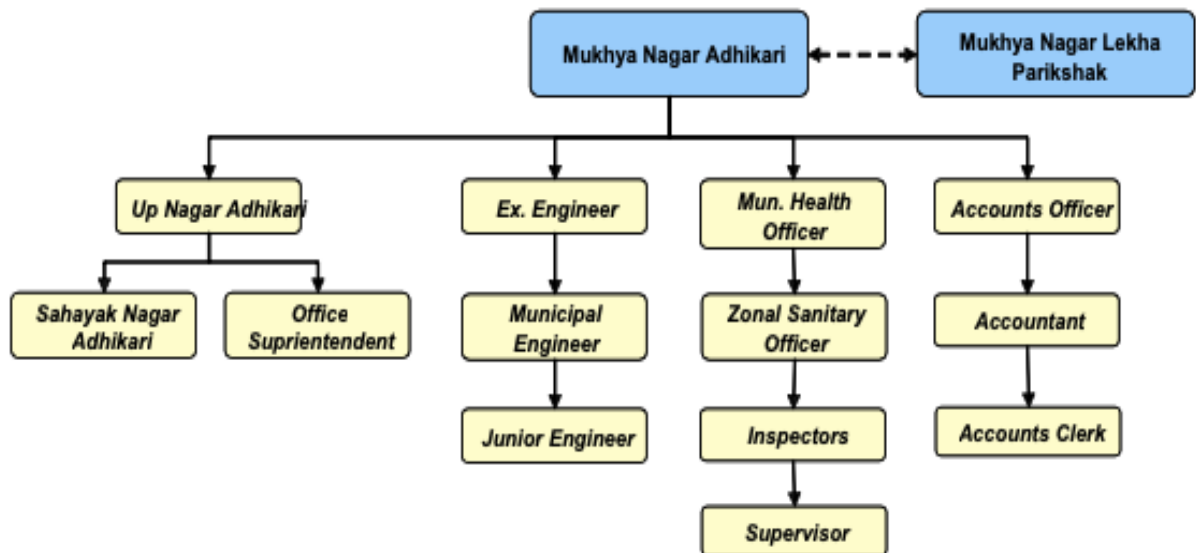 Mukhya Nagar Adhikari
Mukhya Nagar Lekha
Parikshak
Up Nagar Adhikari
Ex. Engineer
Mun. Health
Officer
Accounts Officer
Sahayak Nagar
Adhikari
Office
Suprientendent
Municipal
Engineer
Zonal Sanitary
Officer
Accountant
Junior Engineer
Inspectors
Accounts Clerk
Supervisor